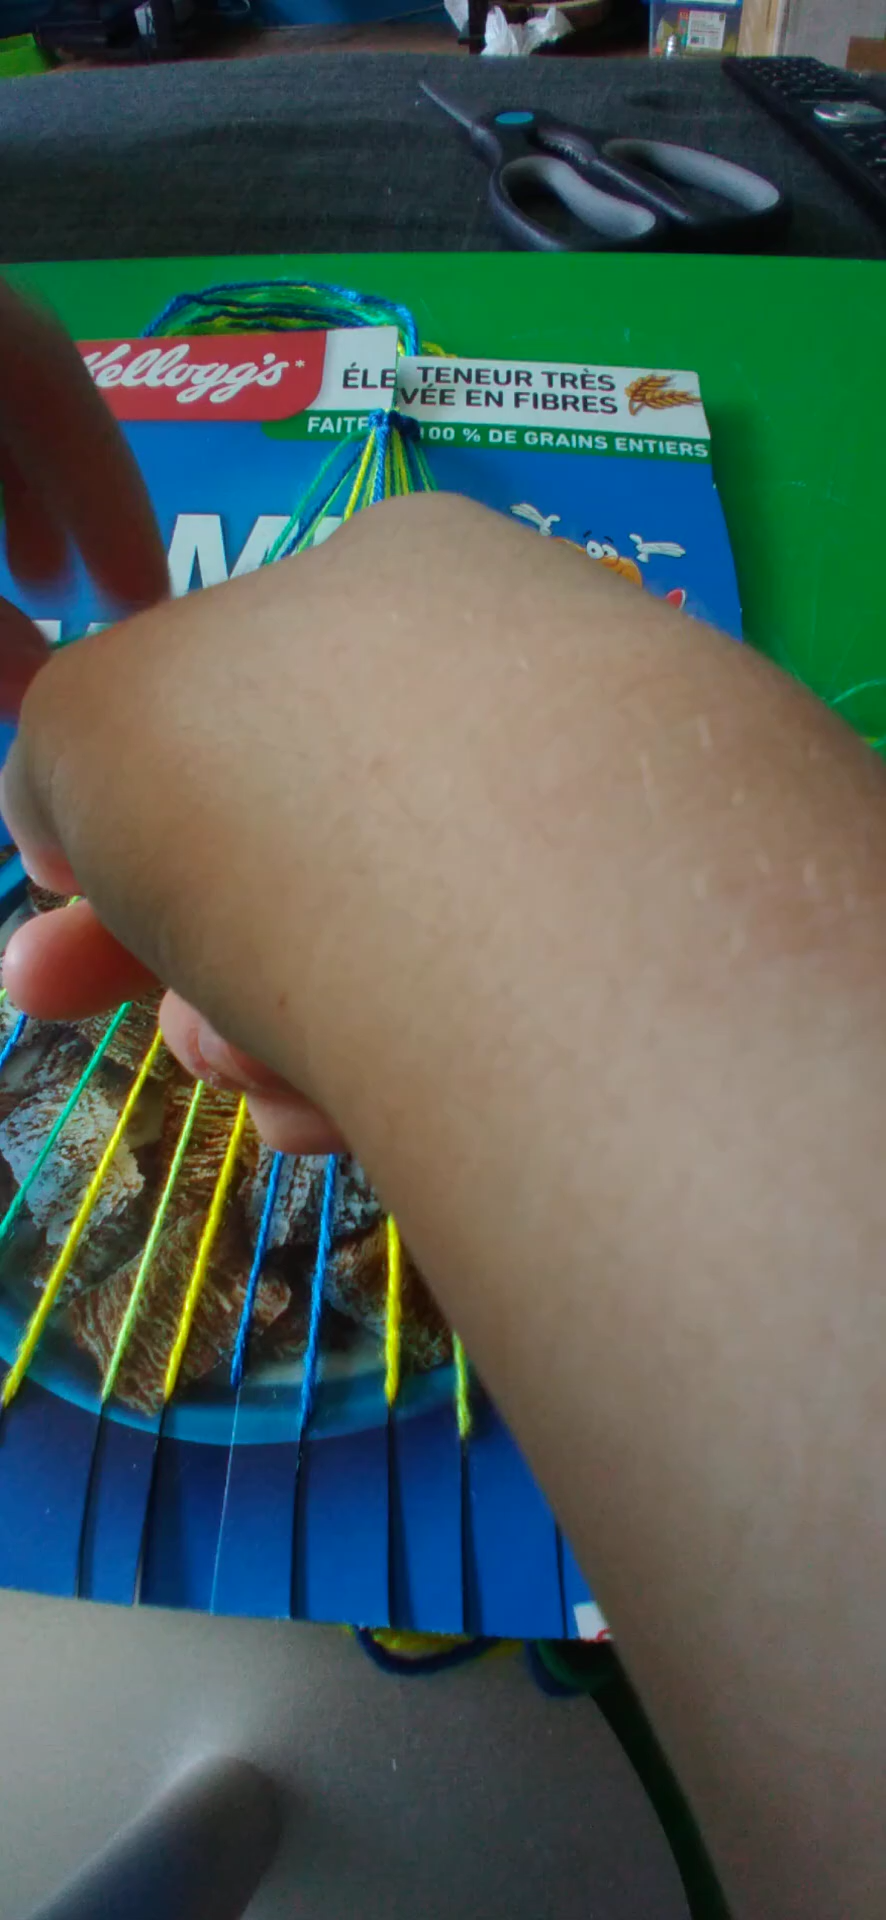 Kellogg's*
ÉLE TENEUR TRÈS
VÉE EN FIBRES
FAITE 100 % DE GRAINS ENTIERS
M